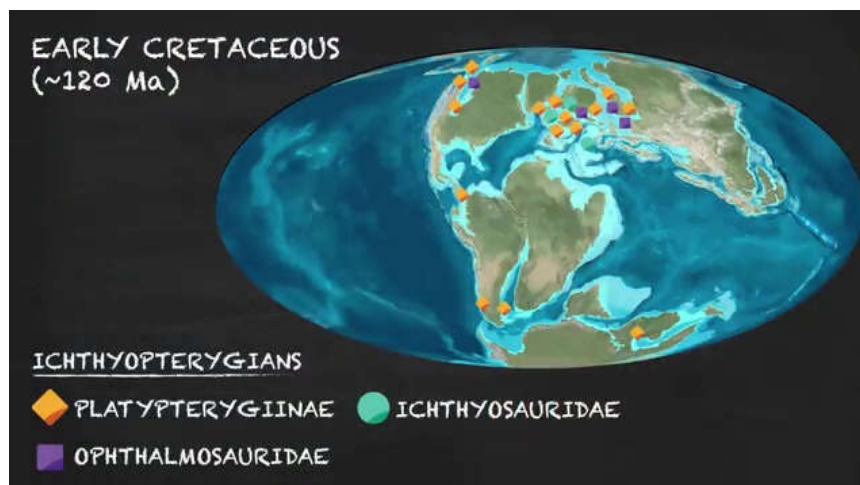 EARLY CRETACEOUS
(~120 Ma)
ICHTHYOPTERYGIANS
PLATYPTERYGIINAE
ICHTHYOSAURIDAE
OPHTHALMOSAURIDAE